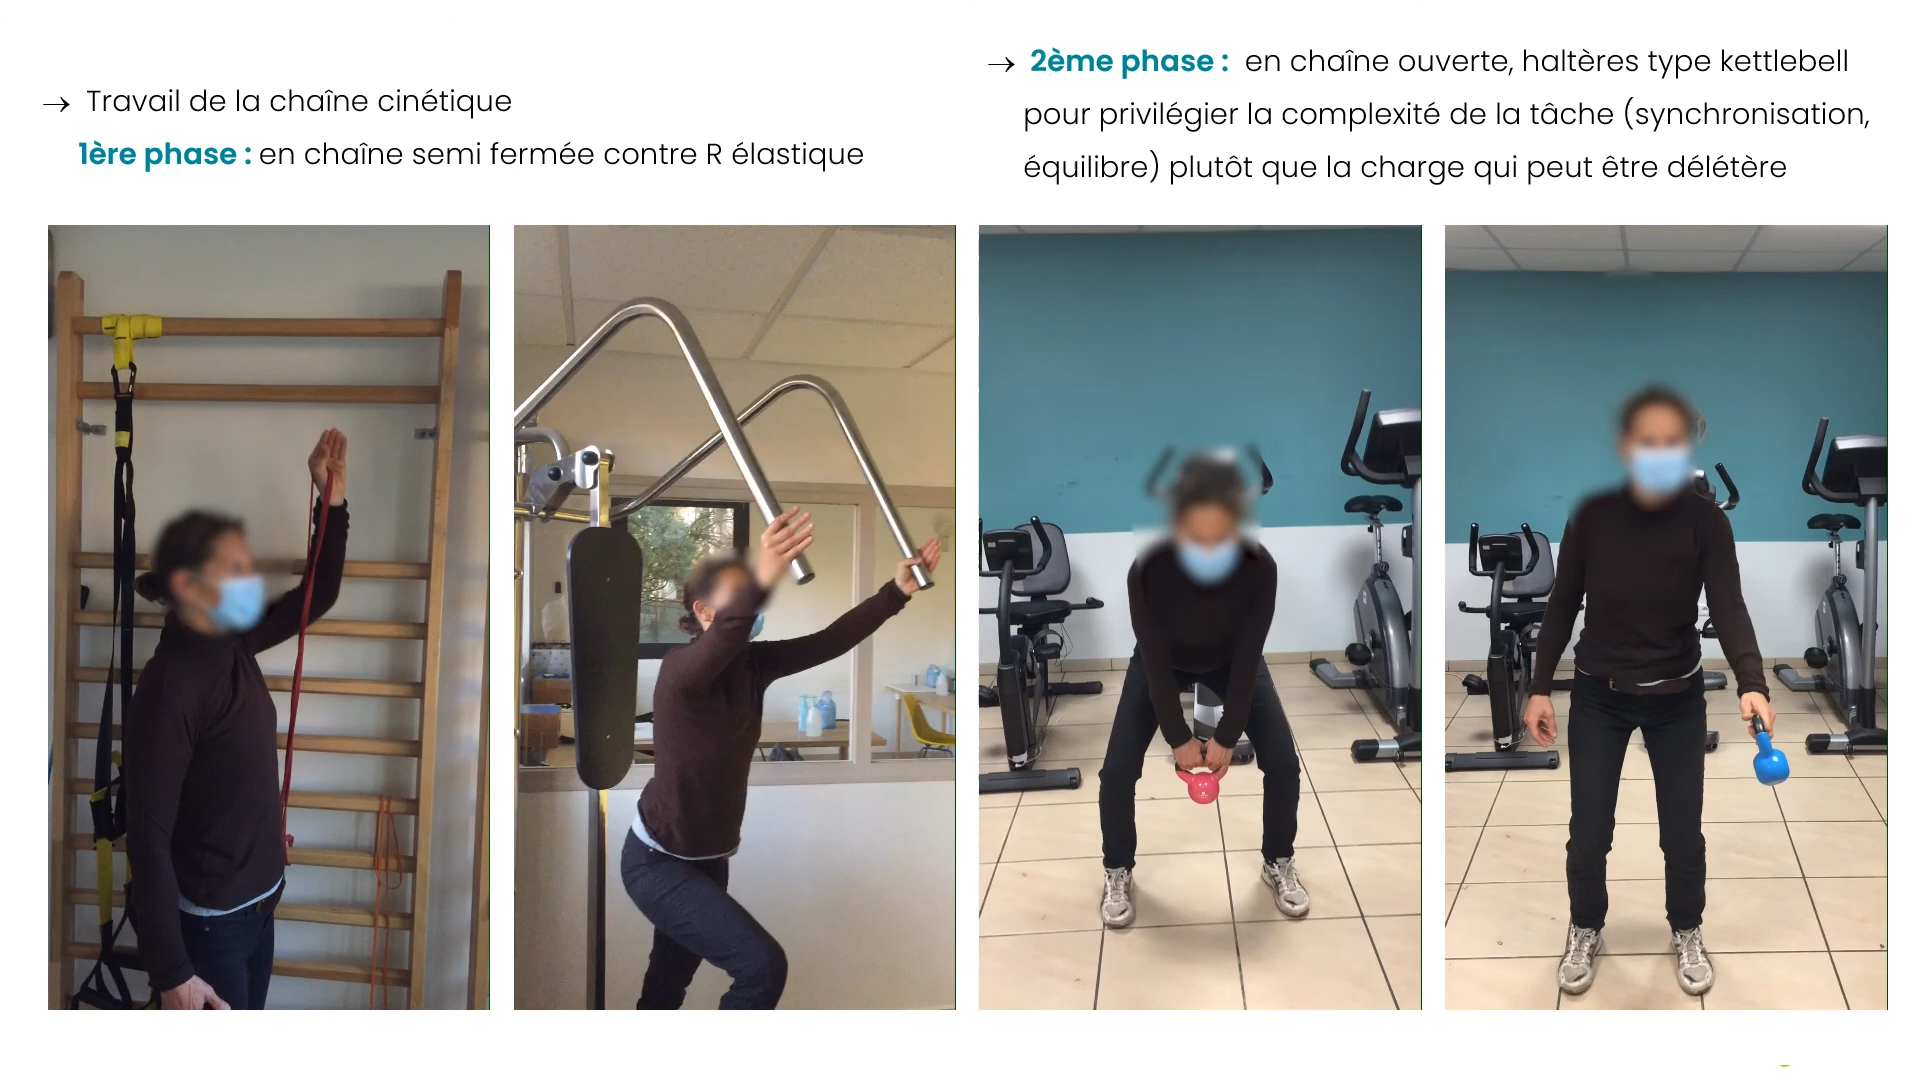 → Travail de la chaîne cinétique
1ère phase : en chaîne semi fermée contre R élastique
→ 2ème phase : en chaîne ouverte, haltères type kettlebell
pour privilégier la complexité de la tâche (synchronisation,
équilibre) plutôt que la charge qui peut être délétère